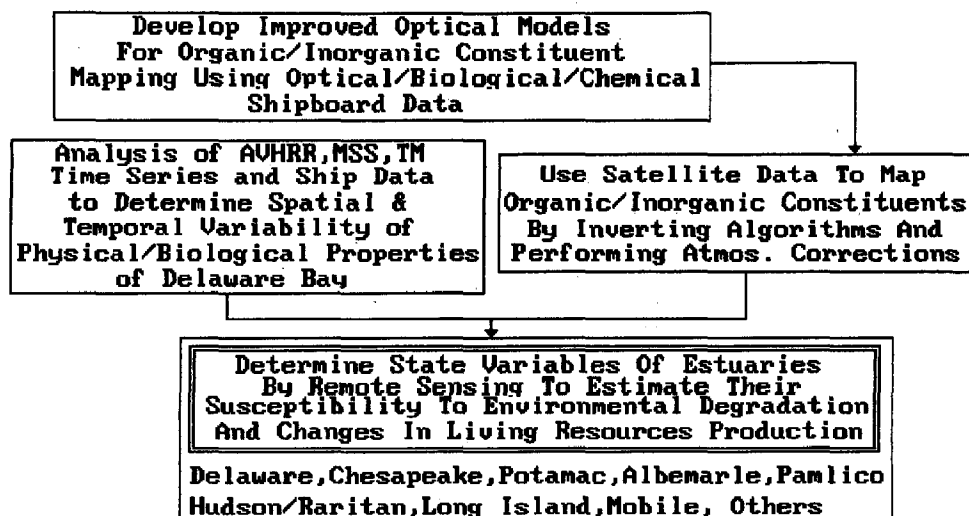 Develop Improved Optical Models
For Organic/Inorganic Constituent
Mapping Using Optical/Biological/Chemical
Shipboard Data
Analysis of AVHRR,MSS,TM
Time Series and Ship Data
to Determine Spatial &
Temporal Variability of
Physical/Biological Properties
of Delaware Bay
Use Satellite Data To Map
Organic/Inorganic Constituents
By Inverting Algorithms And
Performing Atmos. Corrections
Determine State Variables Of Estuaries
By Remote Sensing To Estimate Their
Susceptibility To Environmental Degradation
And Changes In Living Resources Production
Delaware,Chesapeake,Potamac,Albemarle,Pamlico
Hudson/Raritan,Long Island,Mobile, Others